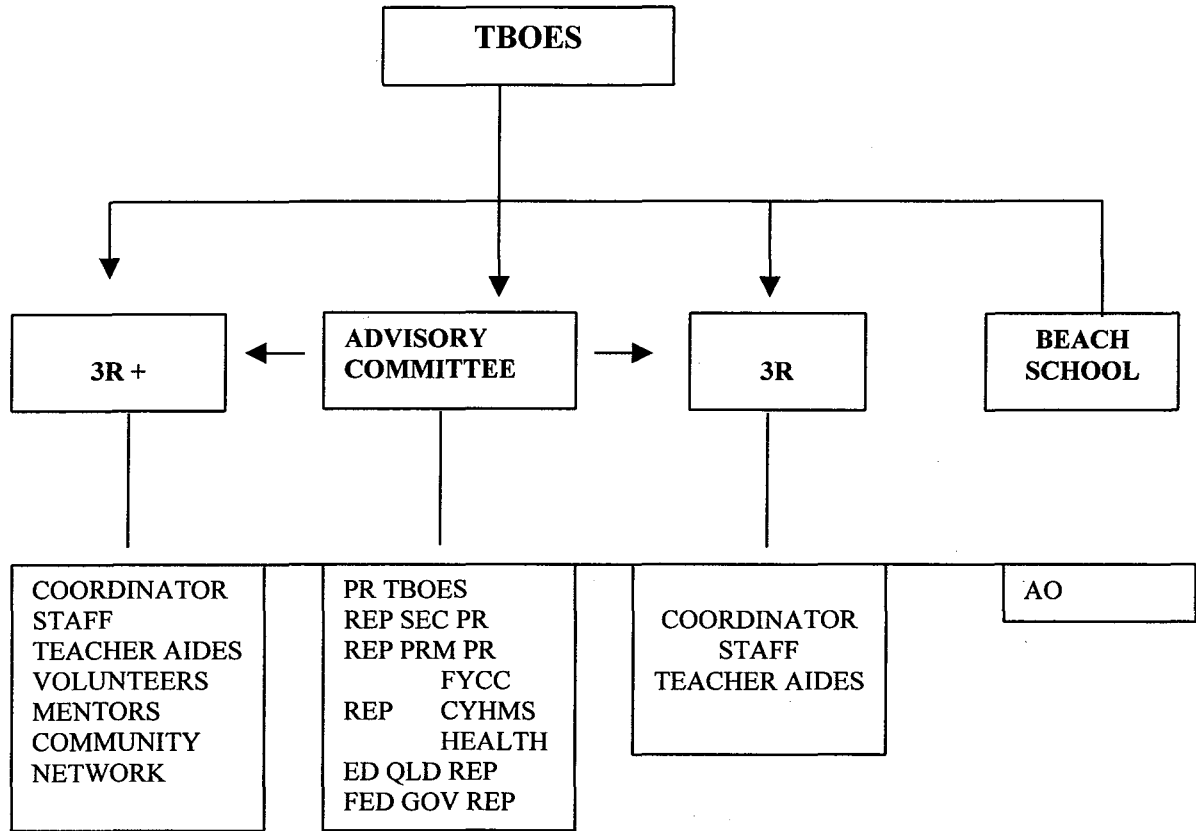 TBOES
3R +
ADVISORY
COMMITTEE
3R
BEACH
SCHOOL
COORDINATOR
STAFF
TEACHER AIDES
VOLUNTEERS
MENTORS
COMMUNITY
NETWORK
PR TBOES
REP SEC PR
REP PRM PR
FYCC
REP CYHMS
HEALTH
ED QLD REP
FED GOV REP
COORDINATOR
STAFF
TEACHER AIDES
AO